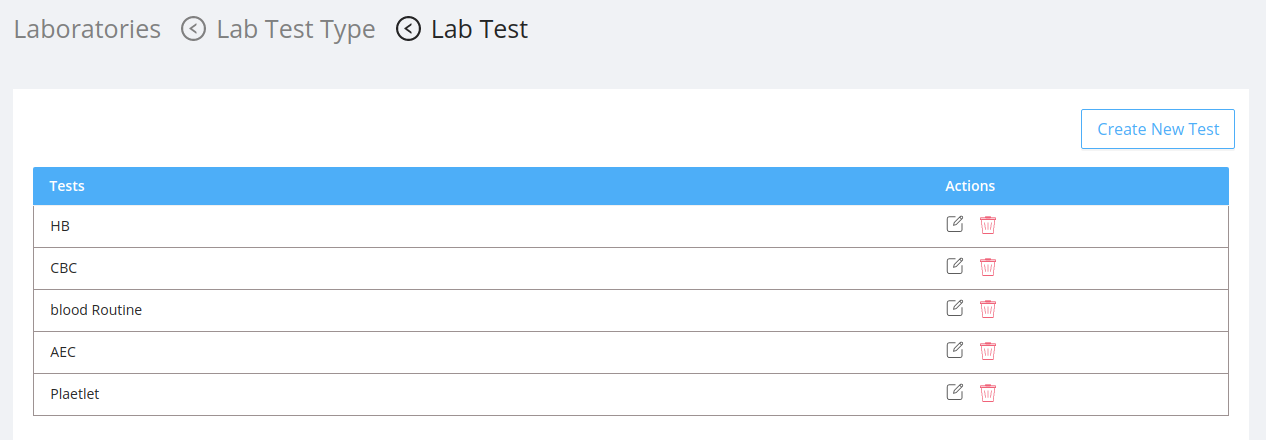 Laboratories Lab Test Type Lab Test
Create New Test
Tests Actions
HB
CBC
blood Routine
AEC
Plaetlet